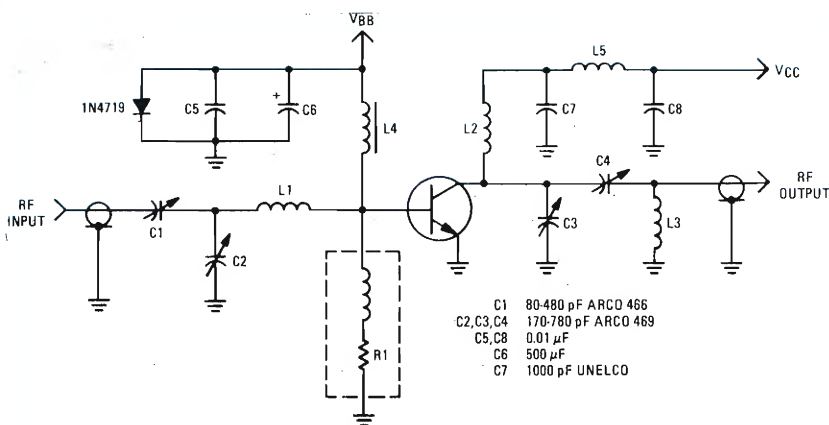 VBB
L5
VCC
1N4719
C5
+
C6
L4
L2
C7
C8
C4
RF
INPUT
L1
RF
OUTPUT
C1
C2
C3
L3
R1
C1 80-480 pF ARCO 466
C2,C3,C4 170-780 pF ARCO 469
C5,C8 0.01 μF
C6 500 μF
C7 1000 pF UNELCO